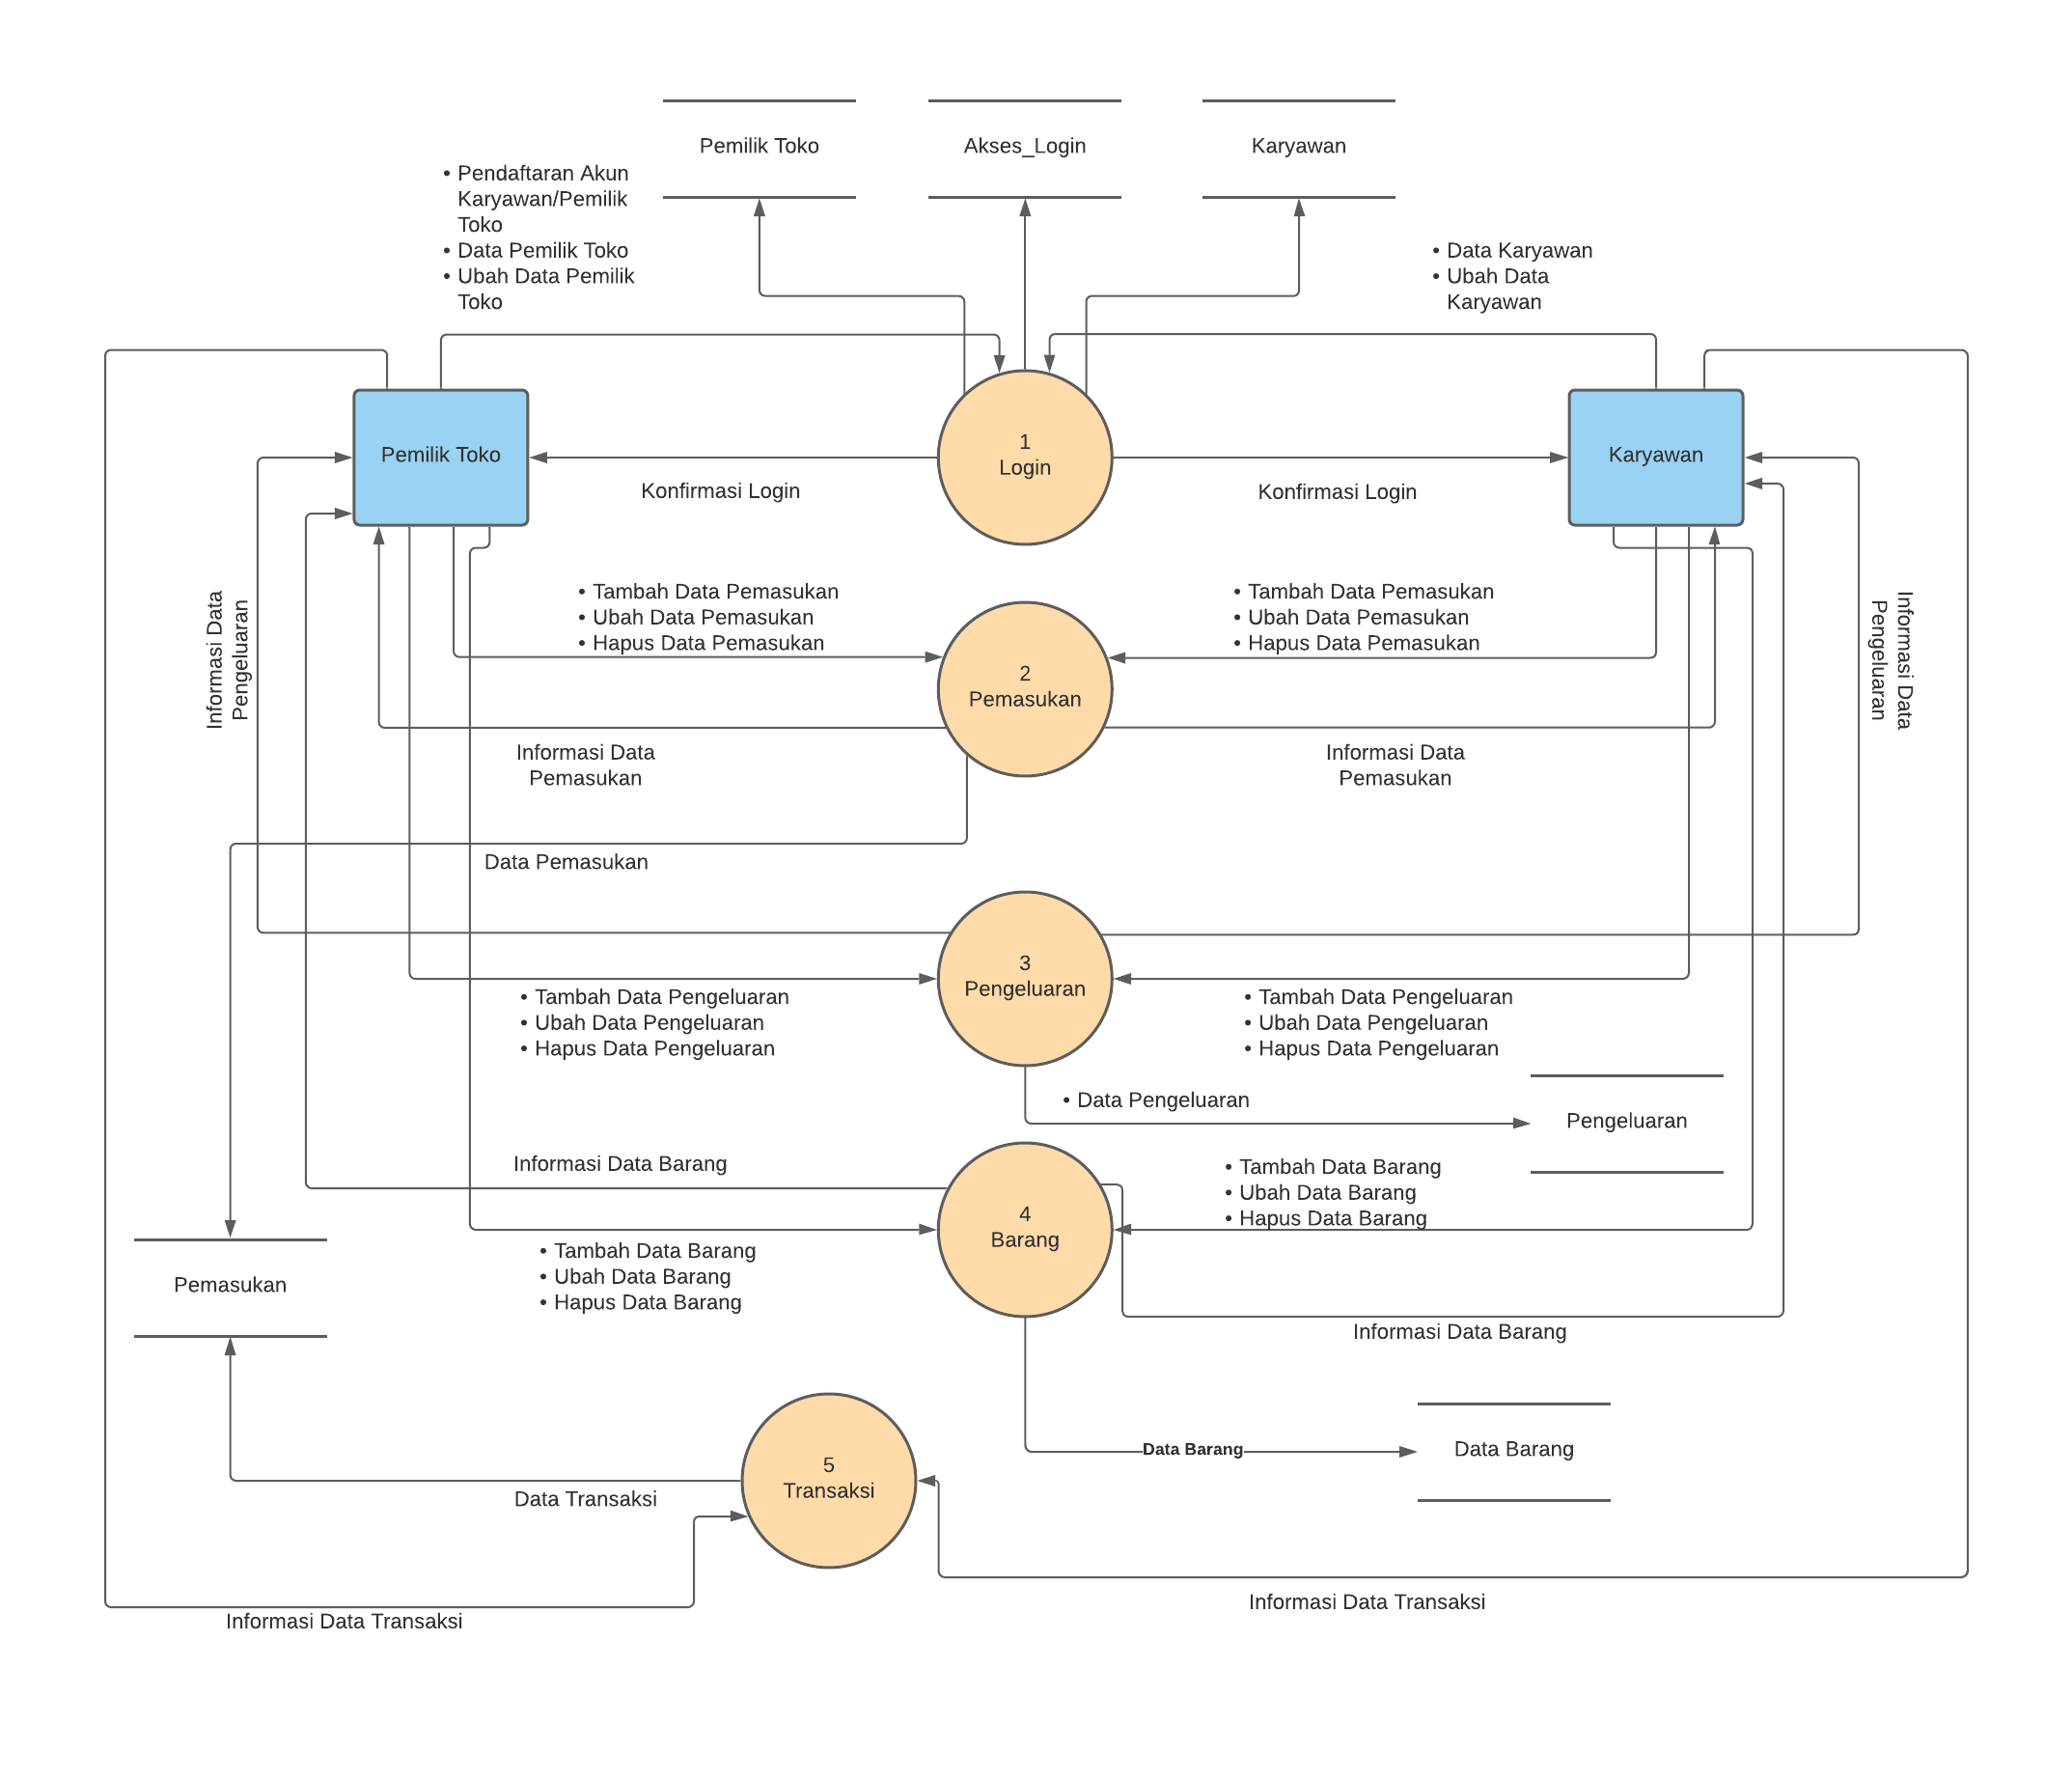 Pemilik Toko
Akses_Login
Karyawan
• Pendaftaran Akun
Karyawan/Pemilik
Toko
• Data Pemilik Toko
• Ubah Data Pemilik
Toko
• Data Karyawan
• Ubah Data
Karyawan
Pemilik Toko
1
Login
Karyawan
Konfirmasi Login
Konfirmasi Login
Informasi Data
Pengeluaran
• Tambah Data Pemasukan
• Ubah Data Pemasukan
• Hapus Data Pemasukan
2
Pemasukan
• Tambah Data Pemasukan
• Ubah Data Pemasukan
• Hapus Data Pemasukan
Informasi Data
Pengeluaran
Informasi Data
Pemasukan
Informasi Data
Pemasukan
Data Pemasukan
3
Pengeluaran
• Tambah Data Pengeluaran
• Ubah Data Pengeluaran
• Hapus Data Pengeluaran
• Tambah Data Pengeluaran
• Ubah Data Pengeluaran
• Hapus Data Pengeluaran
• Data Pengeluaran
Pengeluaran
Informasi Data Barang
4
Barang
• Tambah Data Barang
• Ubah Data Barang
• Hapus Data Barang
• Tambah Data Barang
• Ubah Data Barang
• Hapus Data Barang
Pemasukan
Informasi Data Barang
Data Barang
Data Barang
5
Transaksi
Data Transaksi
Informasi Data Transaksi
Informasi Data Transaksi